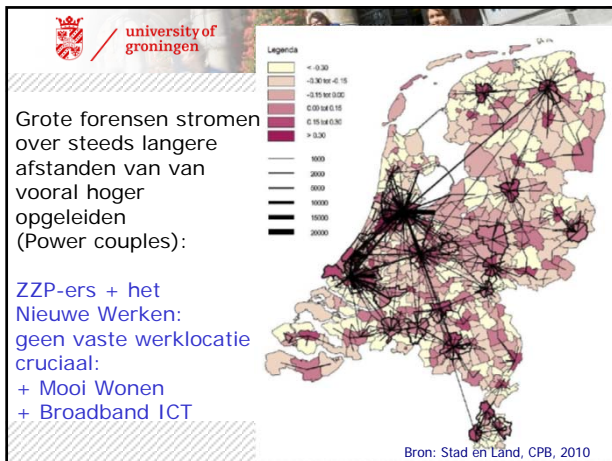 university of
groningen
Grote forensen stromen
over steeds langere
afstanden van van
vooral hoger
opgeleiden
(Power couples):
ZZP-ers + het
Nieuwe Werken:
geen vaste werklocatie
cruciaal:
+ Mooi Wonen
+ Broadband ICT
Legenda
< -0.30
-0.30 tot -0.15
-0.15 tot 0.00
0.00 tot 0.15
0.15 tot 0.30
> 0.30
1000
2000
10000
15000
20000
Bron: Stad en Land, CPB, 2010